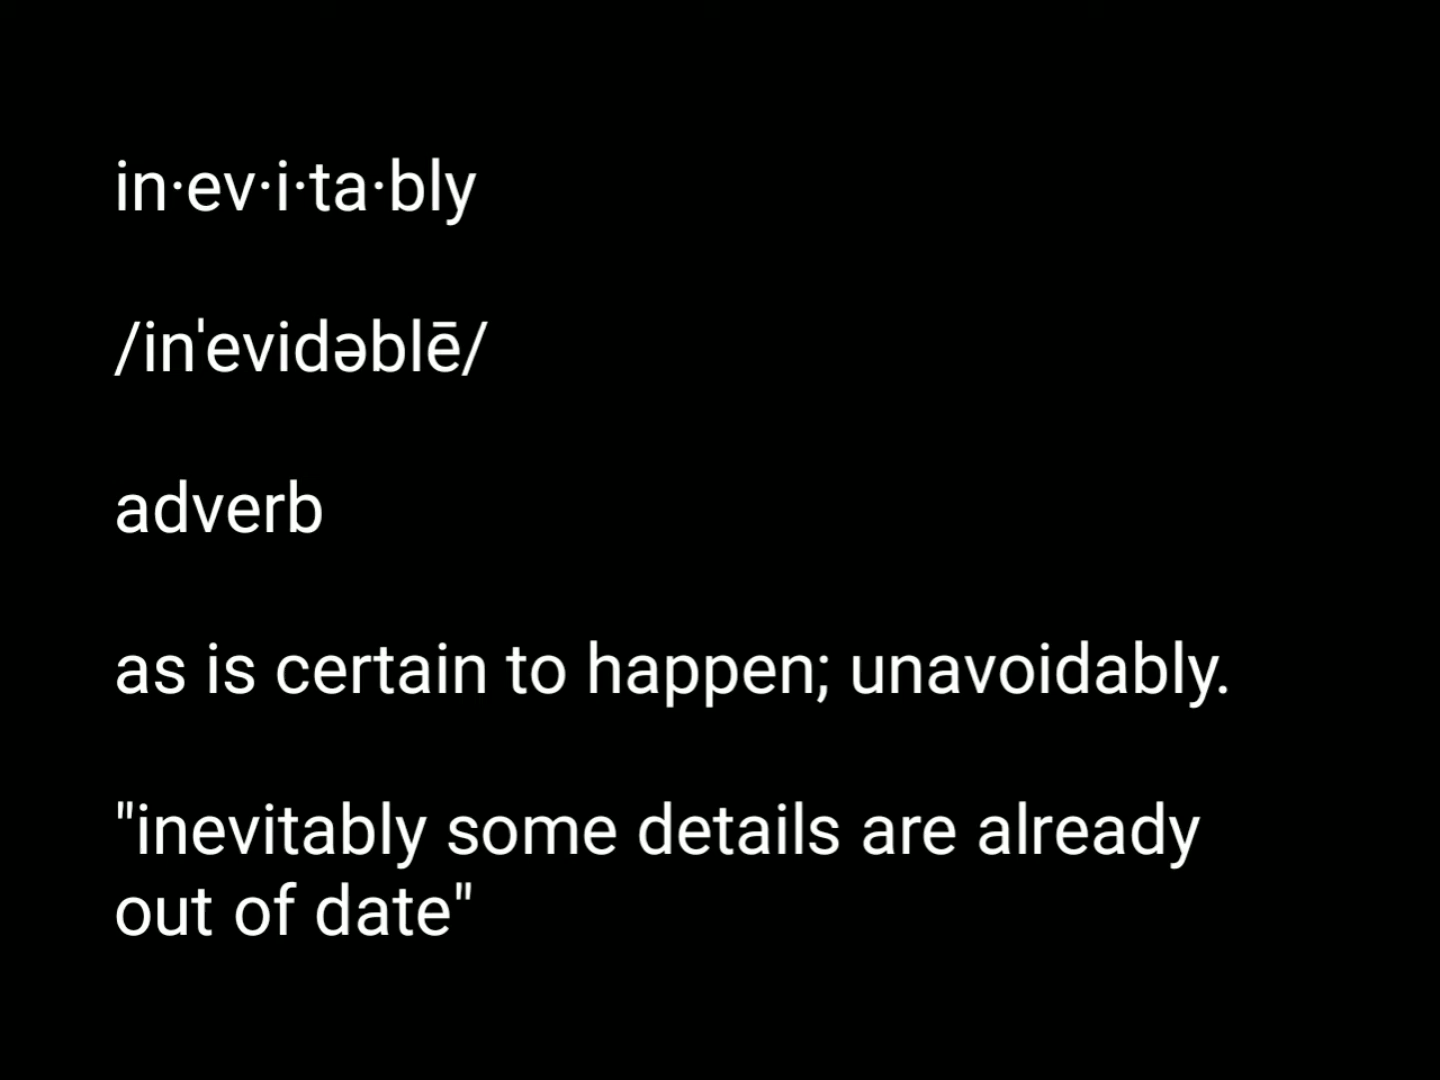 in·ev·i·ta·bly
/inˈevidəblē/
adverb
as is certain to happen; unavoidably.
"inevitably some details are already
out of date"